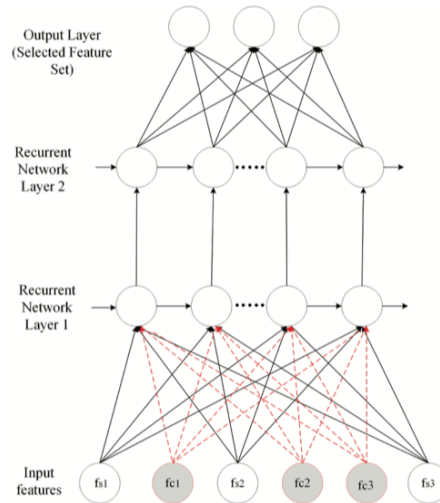 Output Layer
(Selected Feature
Set)
Recurrent
Network
Layer 2
Recurrent
Network
Layer 1
Input
features
fs1
fc1
fs2
fc2
fc3
fs3